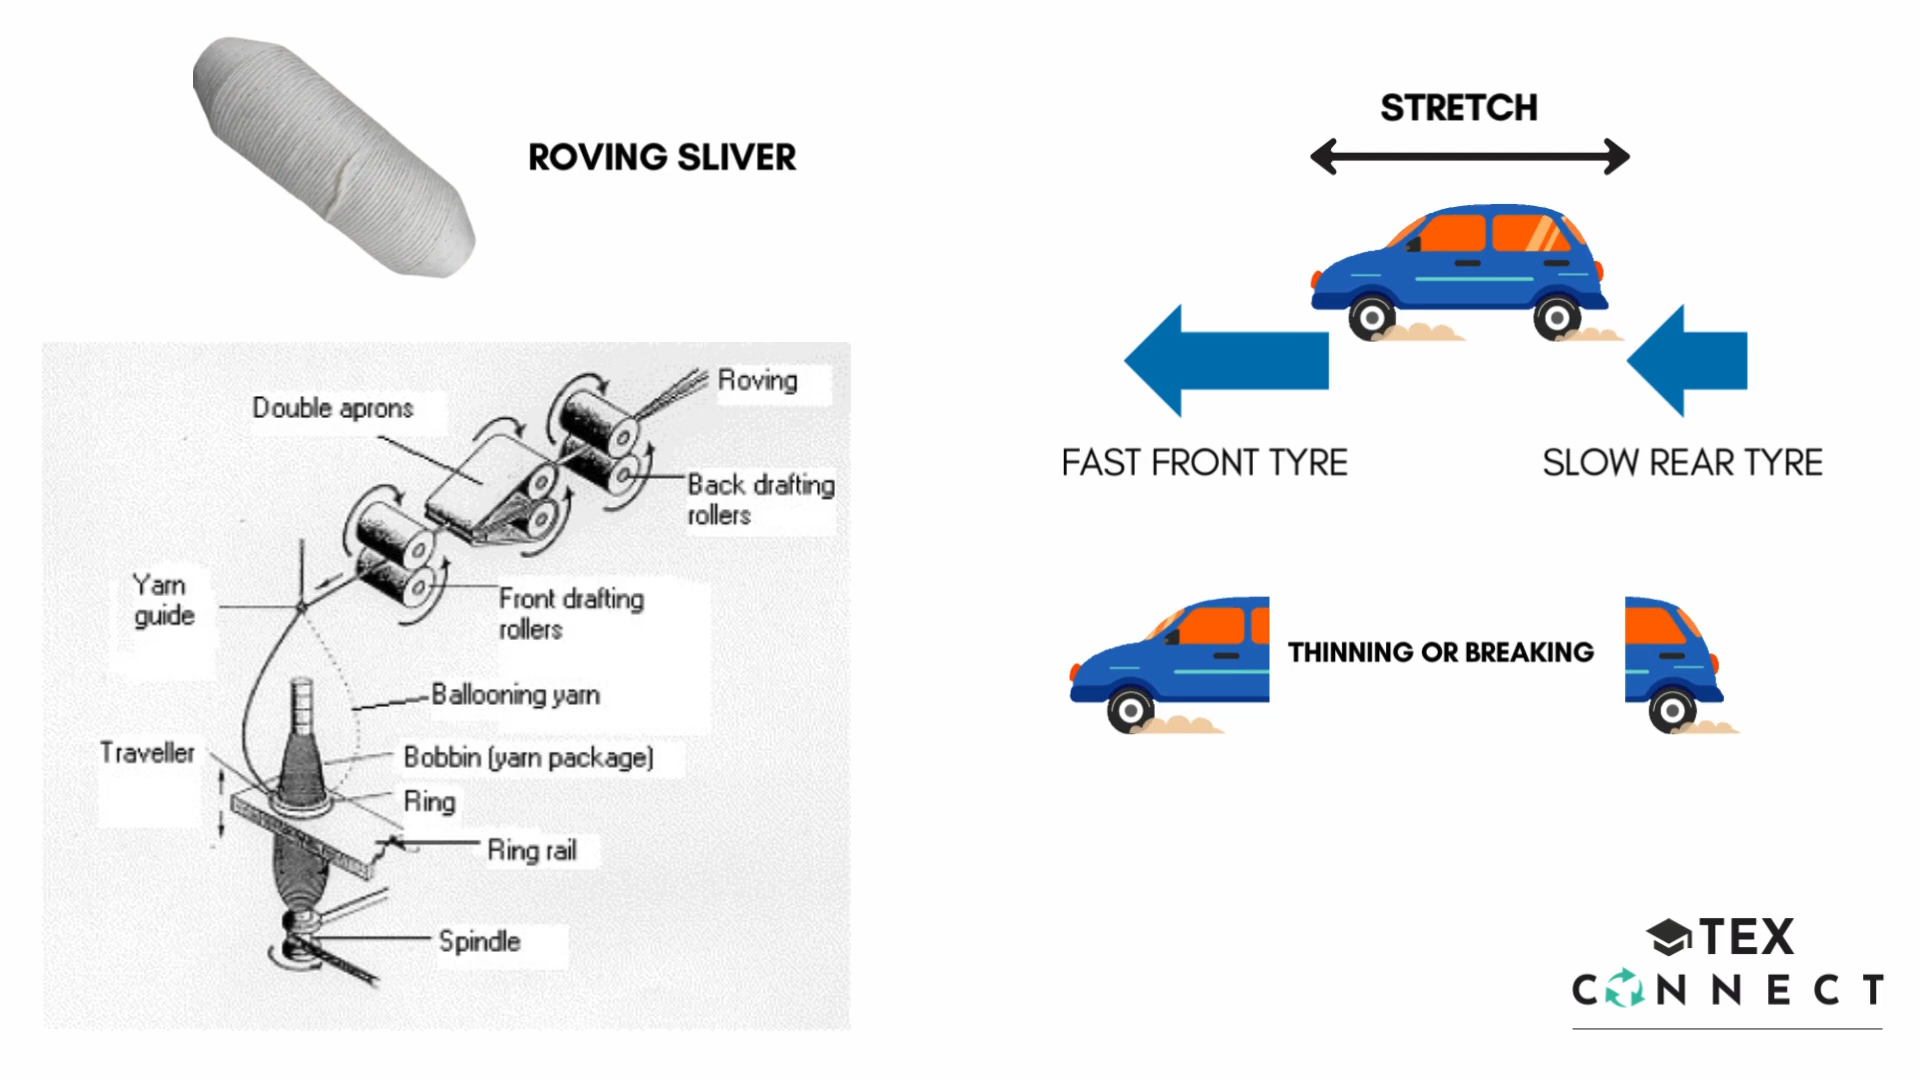 ROVING SLIVER
Roving
Double aprons
Back drafting
rollers
Yarn
guide
Front drafting
rollers
Ballooning yarn
Traveller
Bobbin (yarn package)
Ring
Ring rail
Spindle
STRETCH
FAST FRONT TYRE
SLOW REAR TYRE
THINNING OR BREAKING
TEX
CONNECT